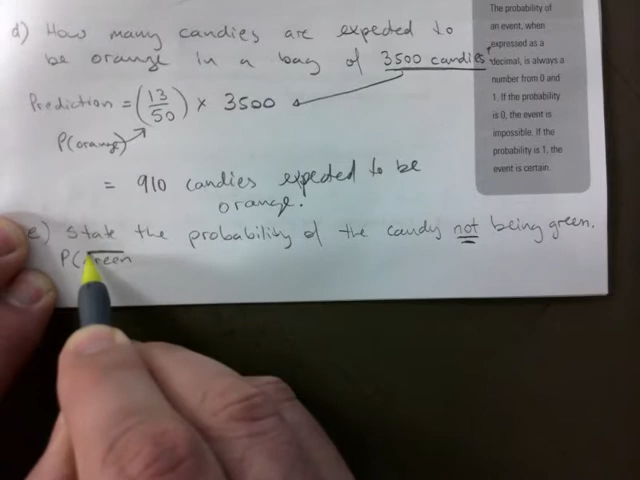 d) How many candies are expected to
be orange in a bag of 3500 candies?
Prediction = (13/50) × 3500
P(orange)
= 910 candies expected to be
orange.
e) State the probability of the candy not being green.
P(green
The probability of
an event, when
expressed as a
decimal, is always a
number from 0 and
1. If the probability
is 0, the event is
impossible. If the
probability is 1, the
event is certain.